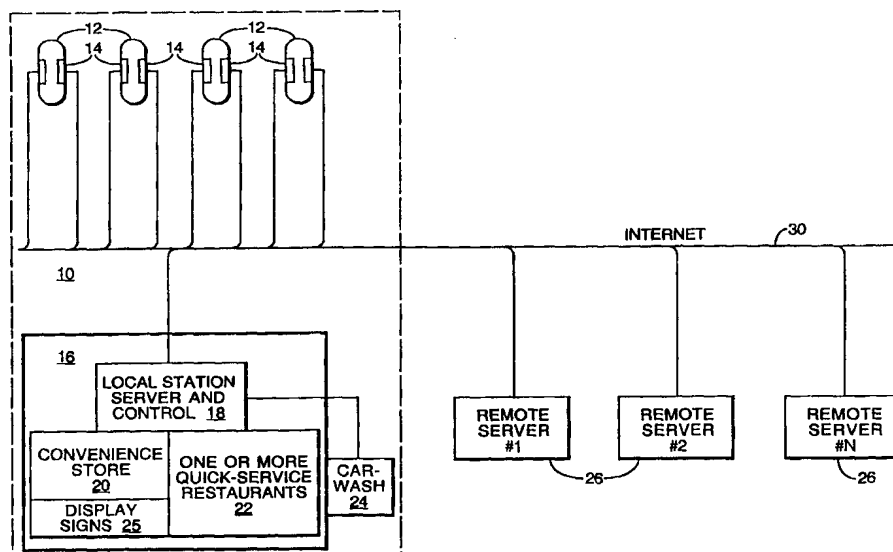 12 12
14 14 14
INTERNET 30
10
16
LOCAL STATION
SERVER AND
CONTROL 18
CONVENIENCE
STORE
20
DISPLAY
SIGNS 25
ONE OR MORE
QUICK-SERVICE
RESTAURANTS
22
CAR-
WASH
24
REMOTE
SERVER
#1
REMOTE
SERVER
#2
REMOTE
SERVER
#N
26
26